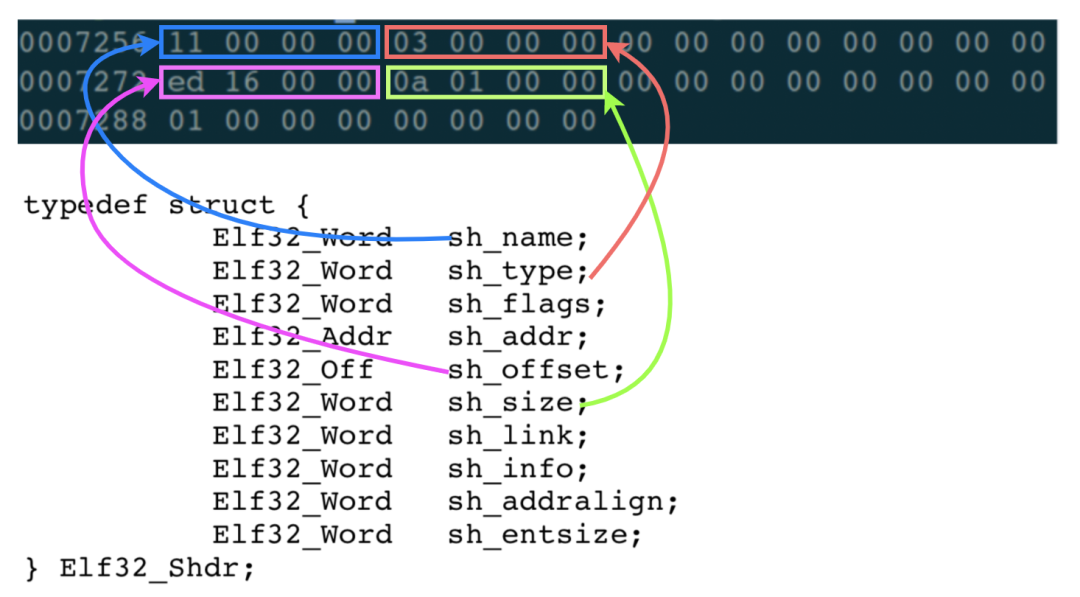 0007256 11 00 00 00 03 00 00 00 00 00 00 00 00 00 00 00
0007272 ed 16 00 00 0a 01 00 00 00 00 00 00 00 00 00 00
0007288 01 00 00 00 00 00 00 00
typedef struct {
Elf32_Word sh_name;
Elf32_Word sh_type;
Elf32_Word sh_flags;
Elf32_Addr sh_addr;
Elf32_Off sh_offset;
Elf32_Word sh_size;
Elf32_Word sh_link;
Elf32_Word sh_info;
Elf32_Word sh_addralign;
Elf32_Word sh_entsize;
} Elf32_Shdr;